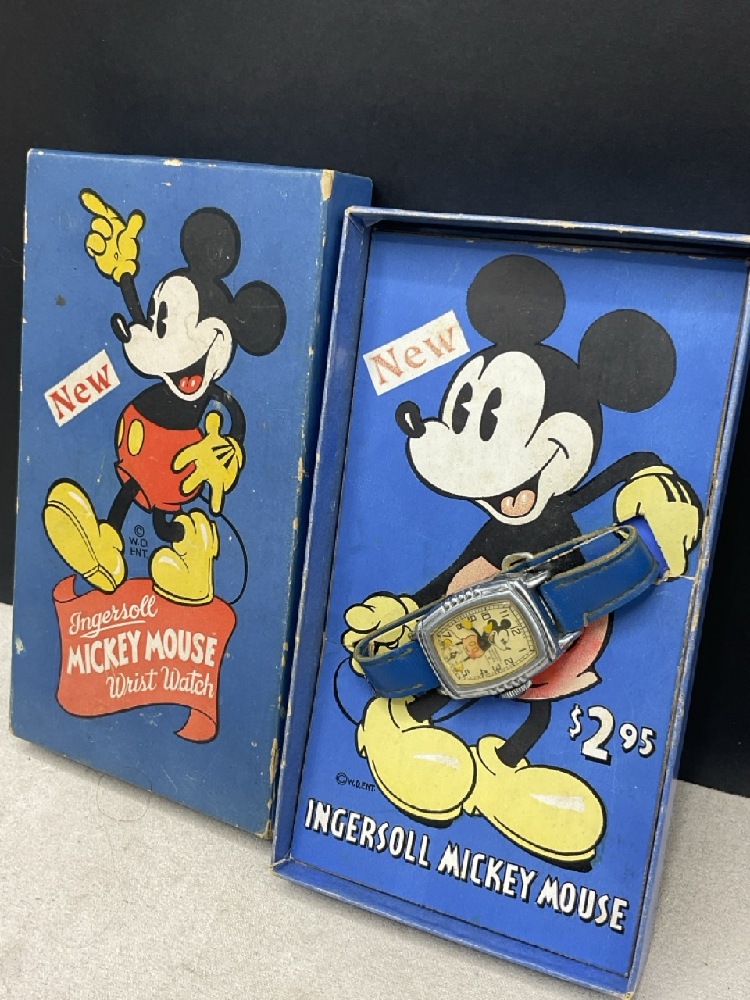 New
©
W.D.
ENT.
Ingersoll
MICKEY MOUSE
Wrist Watch
New
$2 95
© W.D. ENT.
INGERSOLL MICKEY MOUSE